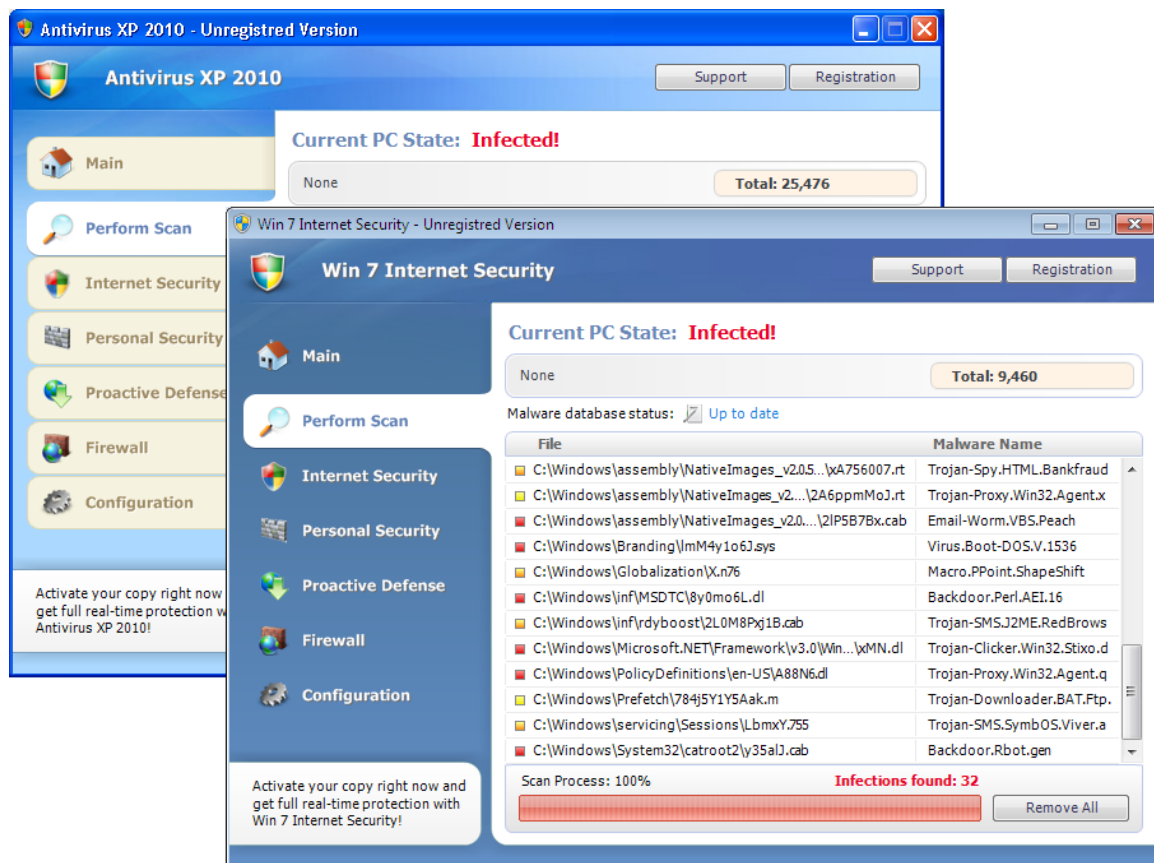 Antivirus XP 2010 - Unregistred Version
Antivirus XP 2010
Support
Registration
Main
Perform Scan
Internet Security
Personal Security
Proactive Defense
Firewall
Configuration
Activate your copy right now
get full real-time protection w
Antivirus XP 2010!
Current PC State: Infected!
None
Total: 25,476
Win 7 Internet Security - Unregistred Version
Win 7 Internet Security
Support
Registration
Main
Perform Scan
Internet Security
Personal Security
Proactive Defense
Firewall
Configuration
Activate your copy right now and
get full real-time protection with
Win 7 Internet Security!
Current PC State: Infected!
None
Total: 9,460
Malware database status: Up to date
File Malware Name
C:\Windows\assembly\NativeImages_v2.0.5...\xA756007.rt Trojan-Spy.HTML.Bankfraud
C:\Windows\assembly\NativeImages_v2....\2A6ppmMoJ.rt Trojan-Proxy.Win32.Agent.x
C:\Windows\assembly\NativeImages_v2.0....\2lP5B7Bx.cab Email-Worm.VBS.Peach
C:\Windows\Branding\lmM4y1o6J.sys Virus.Boot-DOS.V.1536
C:\Windows\Globalization\X.n76 Macro.PPoint.ShapeShift
C:\Windows\inf\MSDTC\8y0mo6L.dl Backdoor.Perl.AEI.16
C:\Windows\inf\rdyboost\2L0M8Pxj1B.cab Trojan-SMS.J2ME.RedBrows
C:\Windows\Microsoft.NET\Framework\v3.0\Win...\xMN.dl Trojan-Clicker.Win32.Stixo.d
C:\Windows\PolicyDefinitions\en-US\A88N6.dl Trojan-Proxy.Win32.Agent.q
C:\Windows\Prefetch\784j5Y1Y5Aak.m Trojan-Downloader.BAT.Ftp.
C:\Windows\servicing\Sessions\LbmxY.755 Trojan-SMS.SymbOS.Viver.a
C:\Windows\System32\catroot2\y35alJ.cab Backdoor.Rbot.gen
Scan Process: 100% Infections found: 32
Remove All